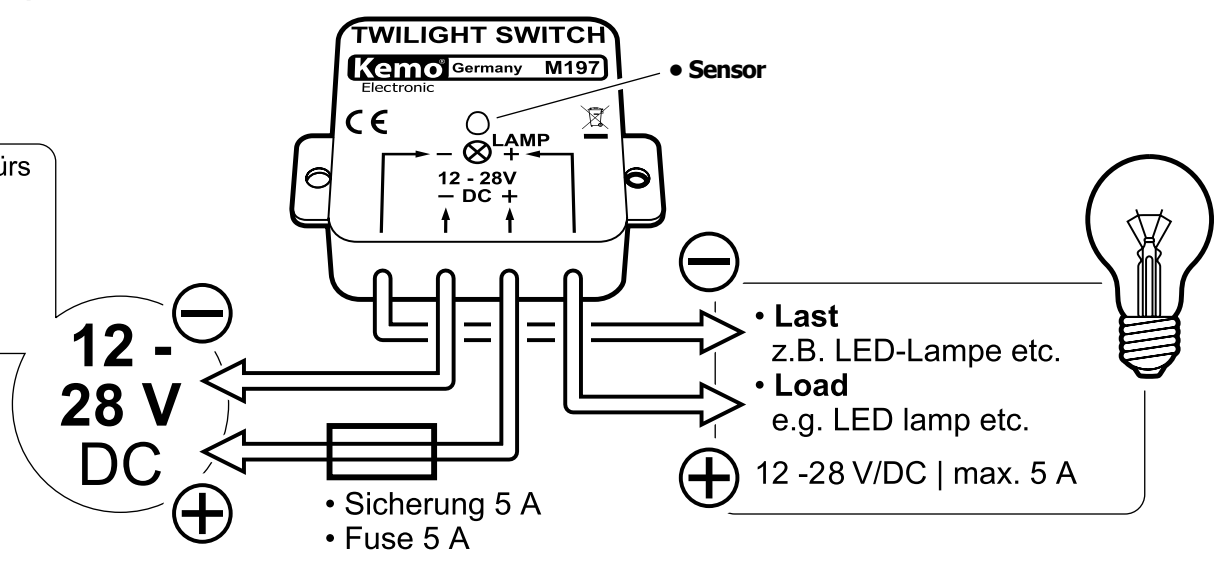 TWILIGHT SWITCH
Kemo® Germany M197
Electronic
• Sensor
CE
LAMP
- +
12 - 28V
- DC +
ürs
12 -
28 V
DC
• Sicherung 5 A
• Fuse 5 A
• Last
z.B. LED-Lampe etc.
• Load
e.g. LED lamp etc.
12 -28 V/DC | max. 5 A